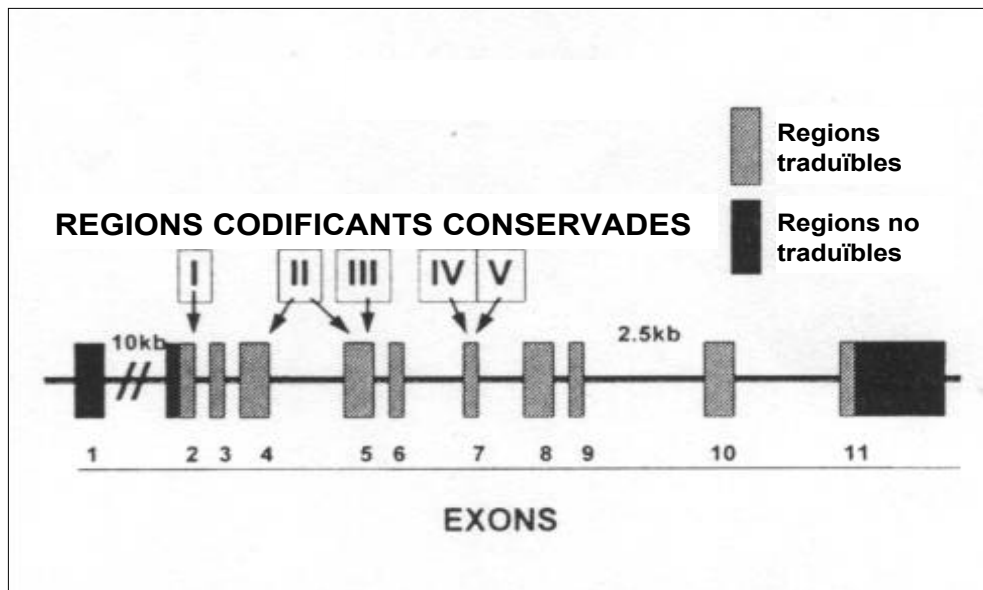 Regions
traduïbles
REGIONS CODIFICANTS CONSERVADES
Regions no
traduïbles
I II III IV V
10kb
2.5kb
1 2 3 4 5 6 7 8 9 10 11
EXONS